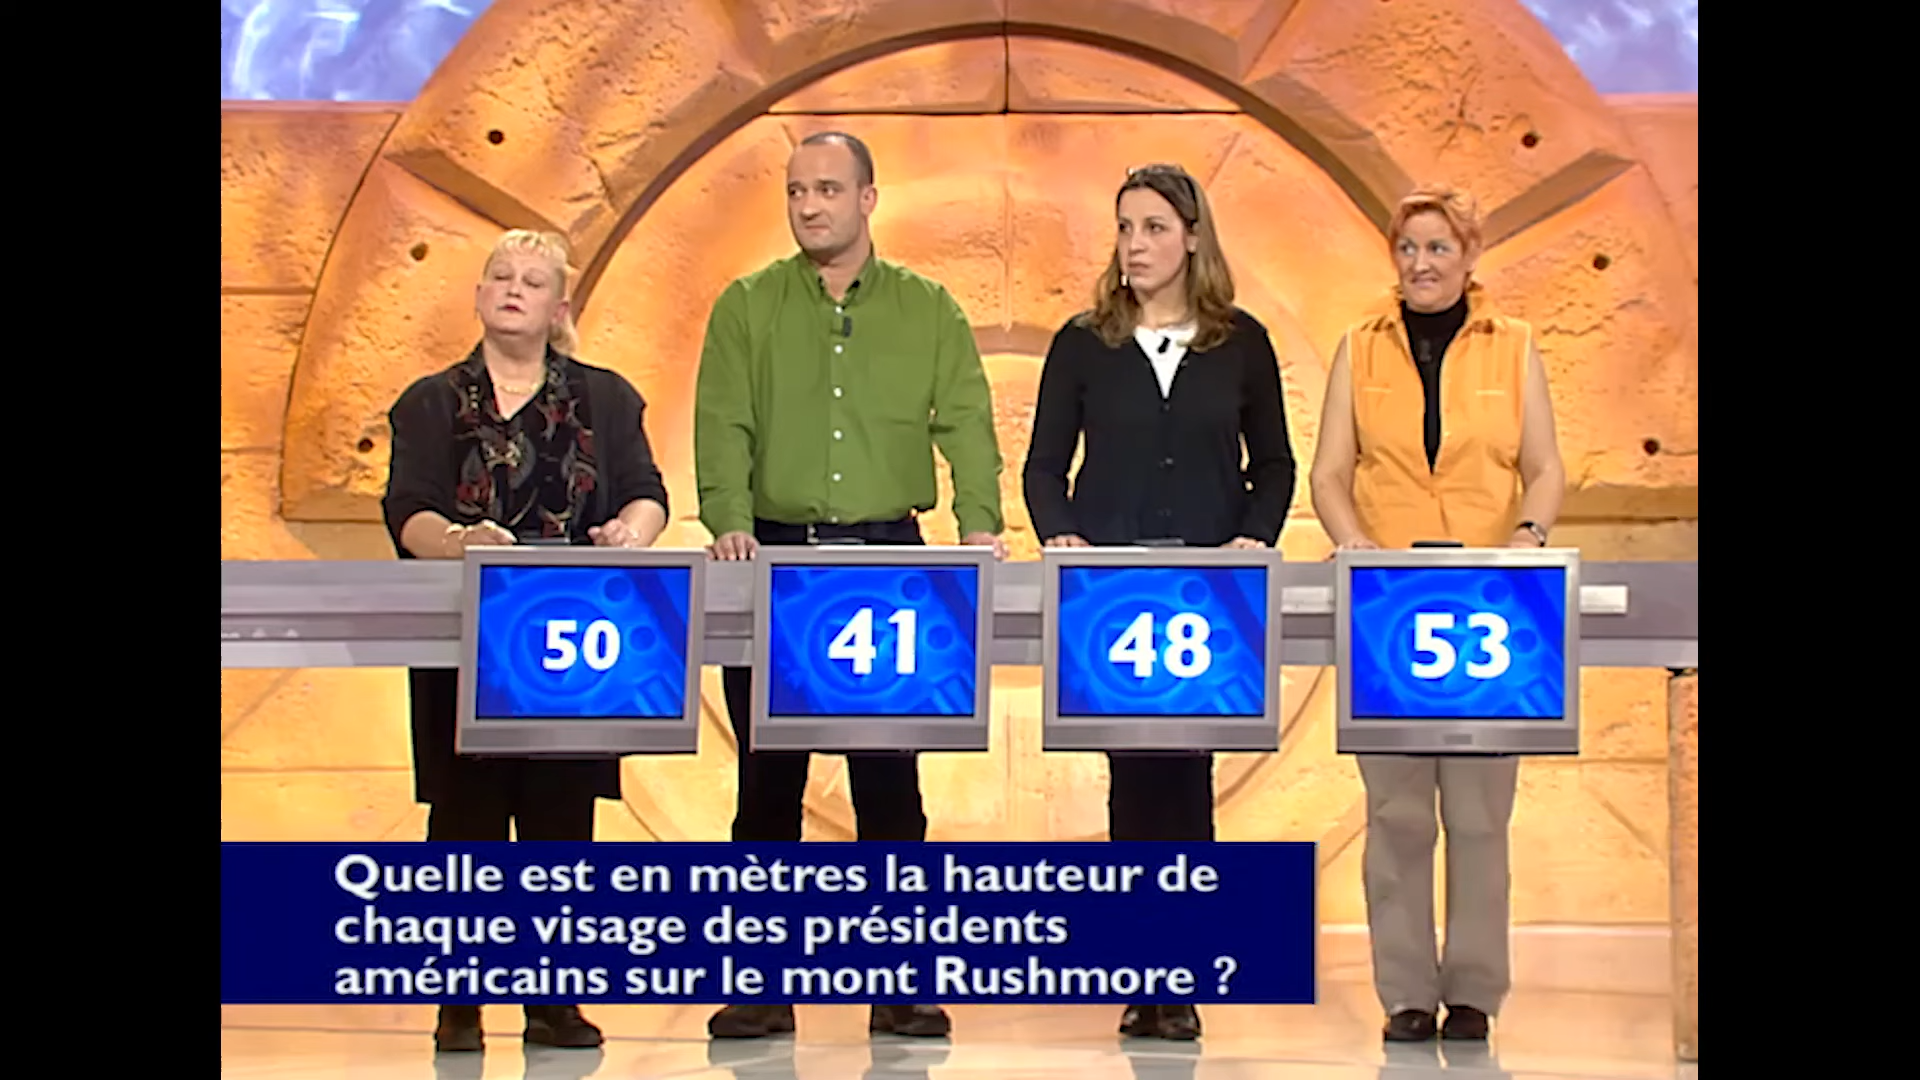 50
41
48
53
Quelle est en mètres la hauteur de
chaque visage des présidents
américains sur le mont Rushmore ?